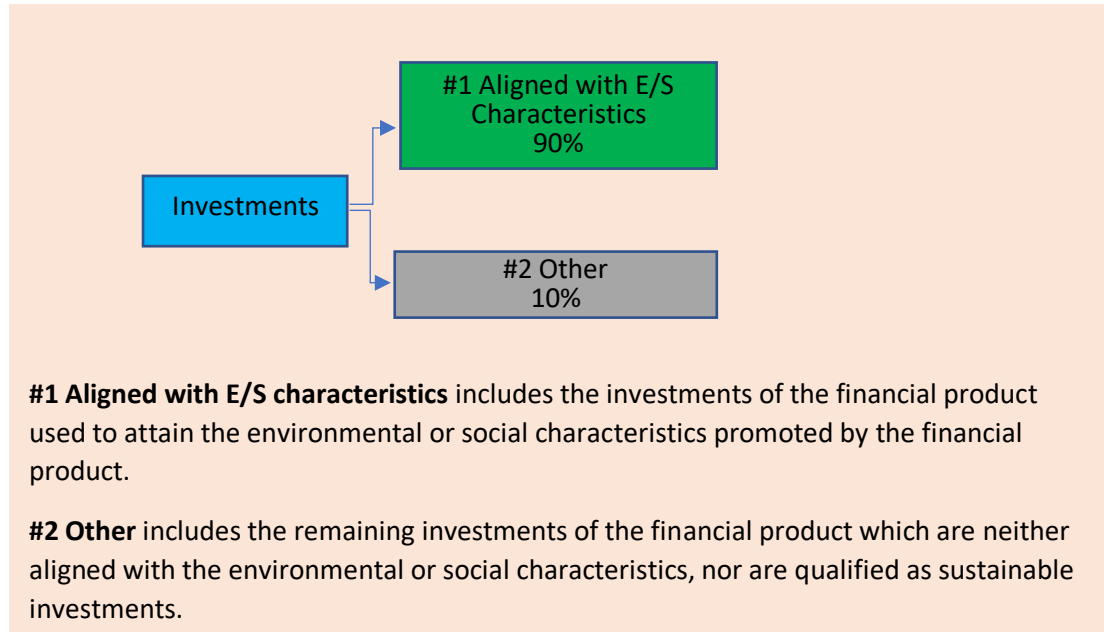 #1 Aligned with E/S
Characteristics
90%
Investments
#2 Other
10%
#1 Aligned with E/S characteristics includes the investments of the financial product
used to attain the environmental or social characteristics promoted by the financial
product.
#2 Other includes the remaining investments of the financial product which are neither
aligned with the environmental or social characteristics, nor are qualified as sustainable
investments.